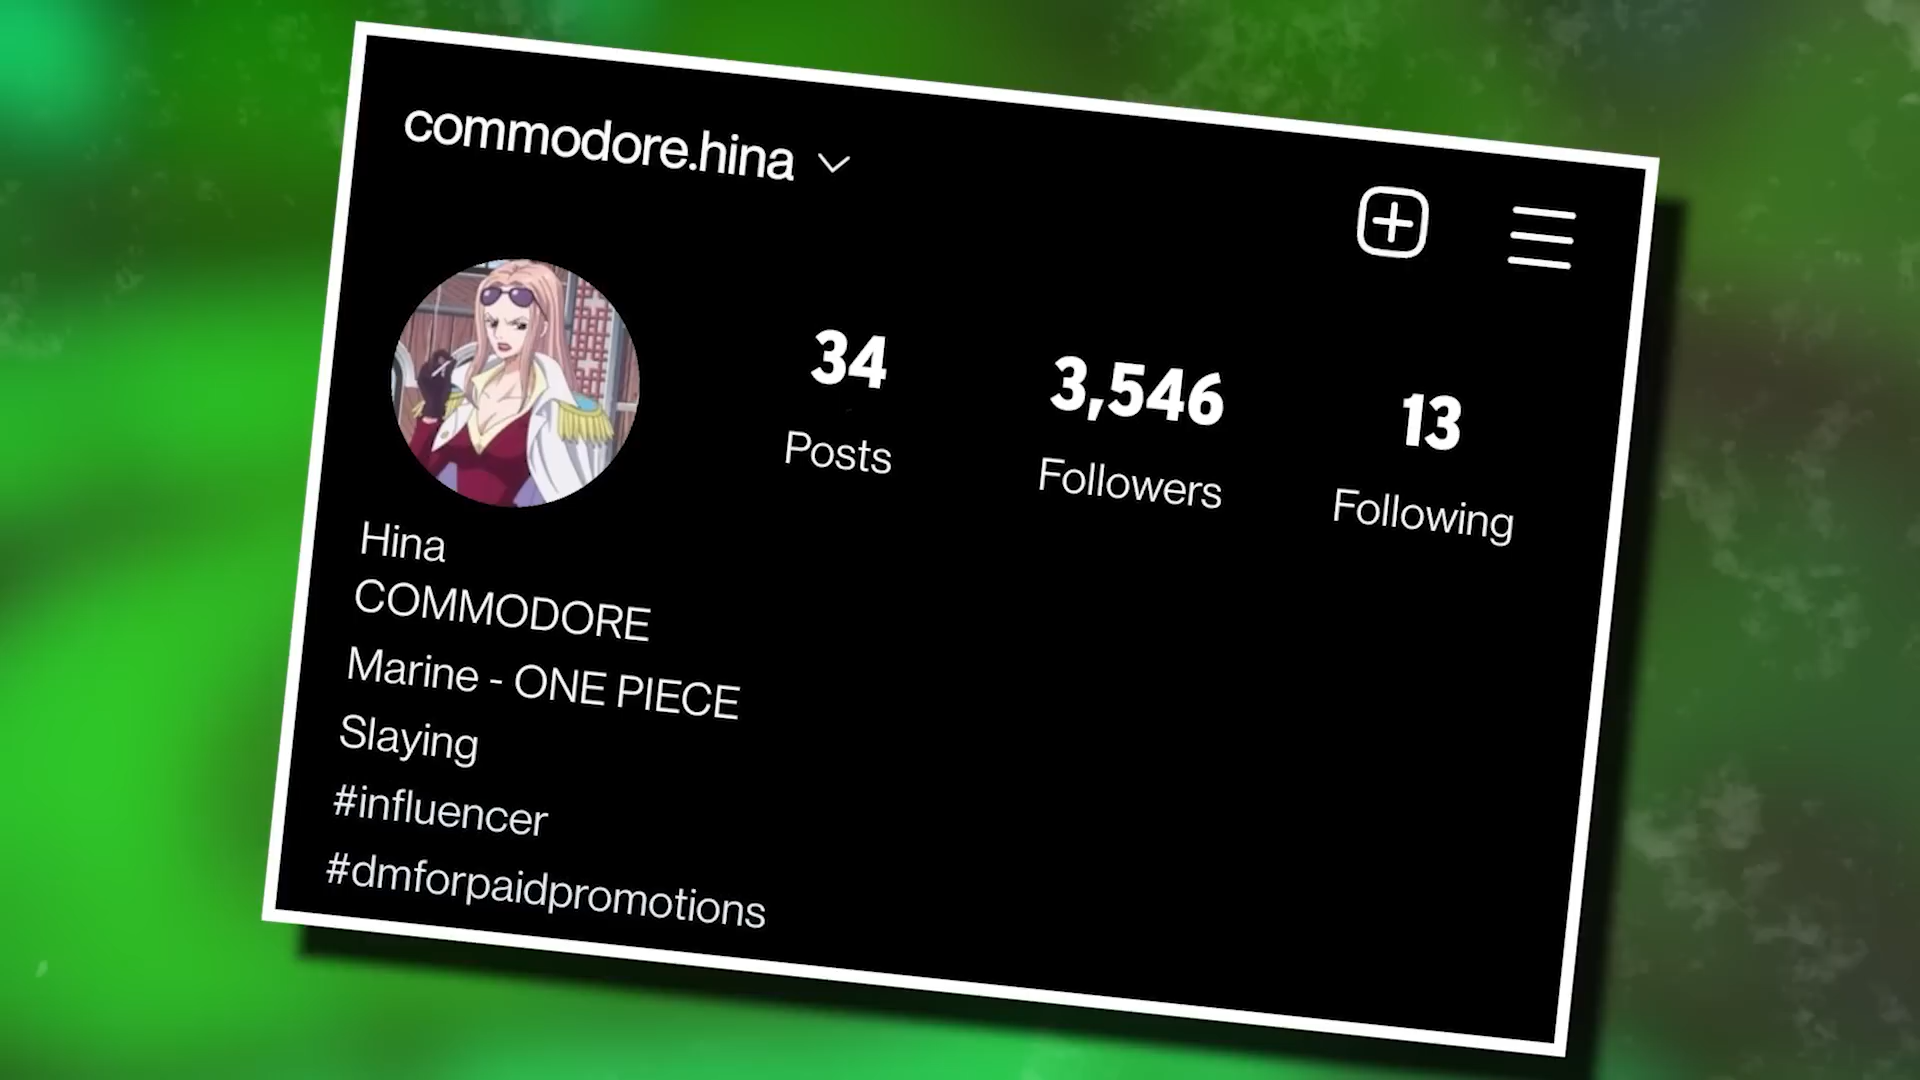 commodore.hina
34 3,546 13
Posts Followers Following
Hina
COMMODORE
Marine - ONE PIECE
Slaying
#influencer
#dmforpaidpromotions